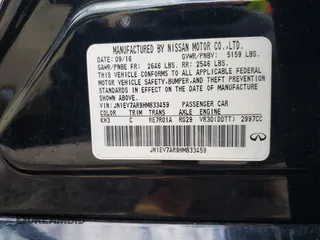 MANUFACTURED BY NISSAN MOTOR CO.,LTD.
DATE: 09/16 GVWR/PNBV: 5159 LBS.
GAWR/PNBE FR: 2646 LBS. RR: 2546 LBS.
THIS VEHICLE CONFORMS TO ALL APPLICABLE FEDERAL
MOTOR VEHICLE SAFETY, BUMPER, AND THEFT
PREVENTION STANDARDS IN EFFECT ON THE DATE OF
MANUFACTURE SHOWN ABOVE.
VIN: JN1EV7AR9HM833459 PASSENGER CAR
COLOR TRIM TRANS AXLE ENGINE
KH3 C RE7R01A RG29 VR30(DDTT) 2997CC
JN1EV7AR9HM833459